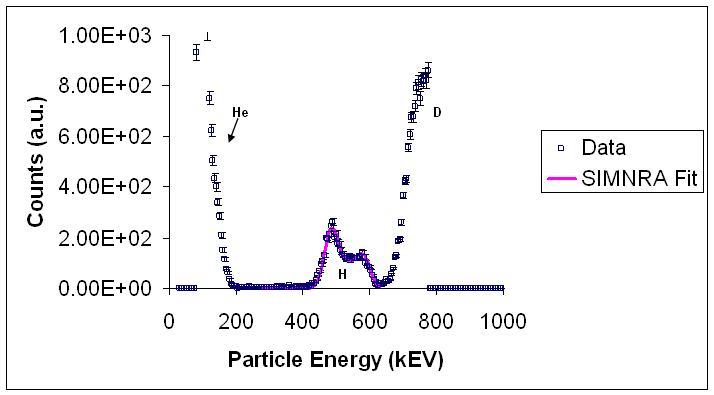 1.00E+03
8.00E+02
6.00E+02
4.00E+02
2.00E+02
0.00E+00
Counts (a.u.)
He
D
H
0 200 400 600 800 1000
Particle Energy (kEV)
Data
SIMNRA Fit